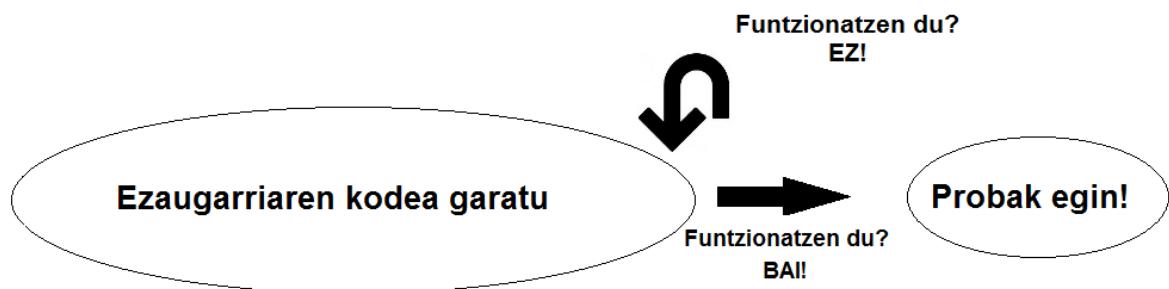 Funtzionatzen du?
EZ!
Ezaugarriaren kodea garatu
Probak egin!
Funtzionatzen du?
BAI!